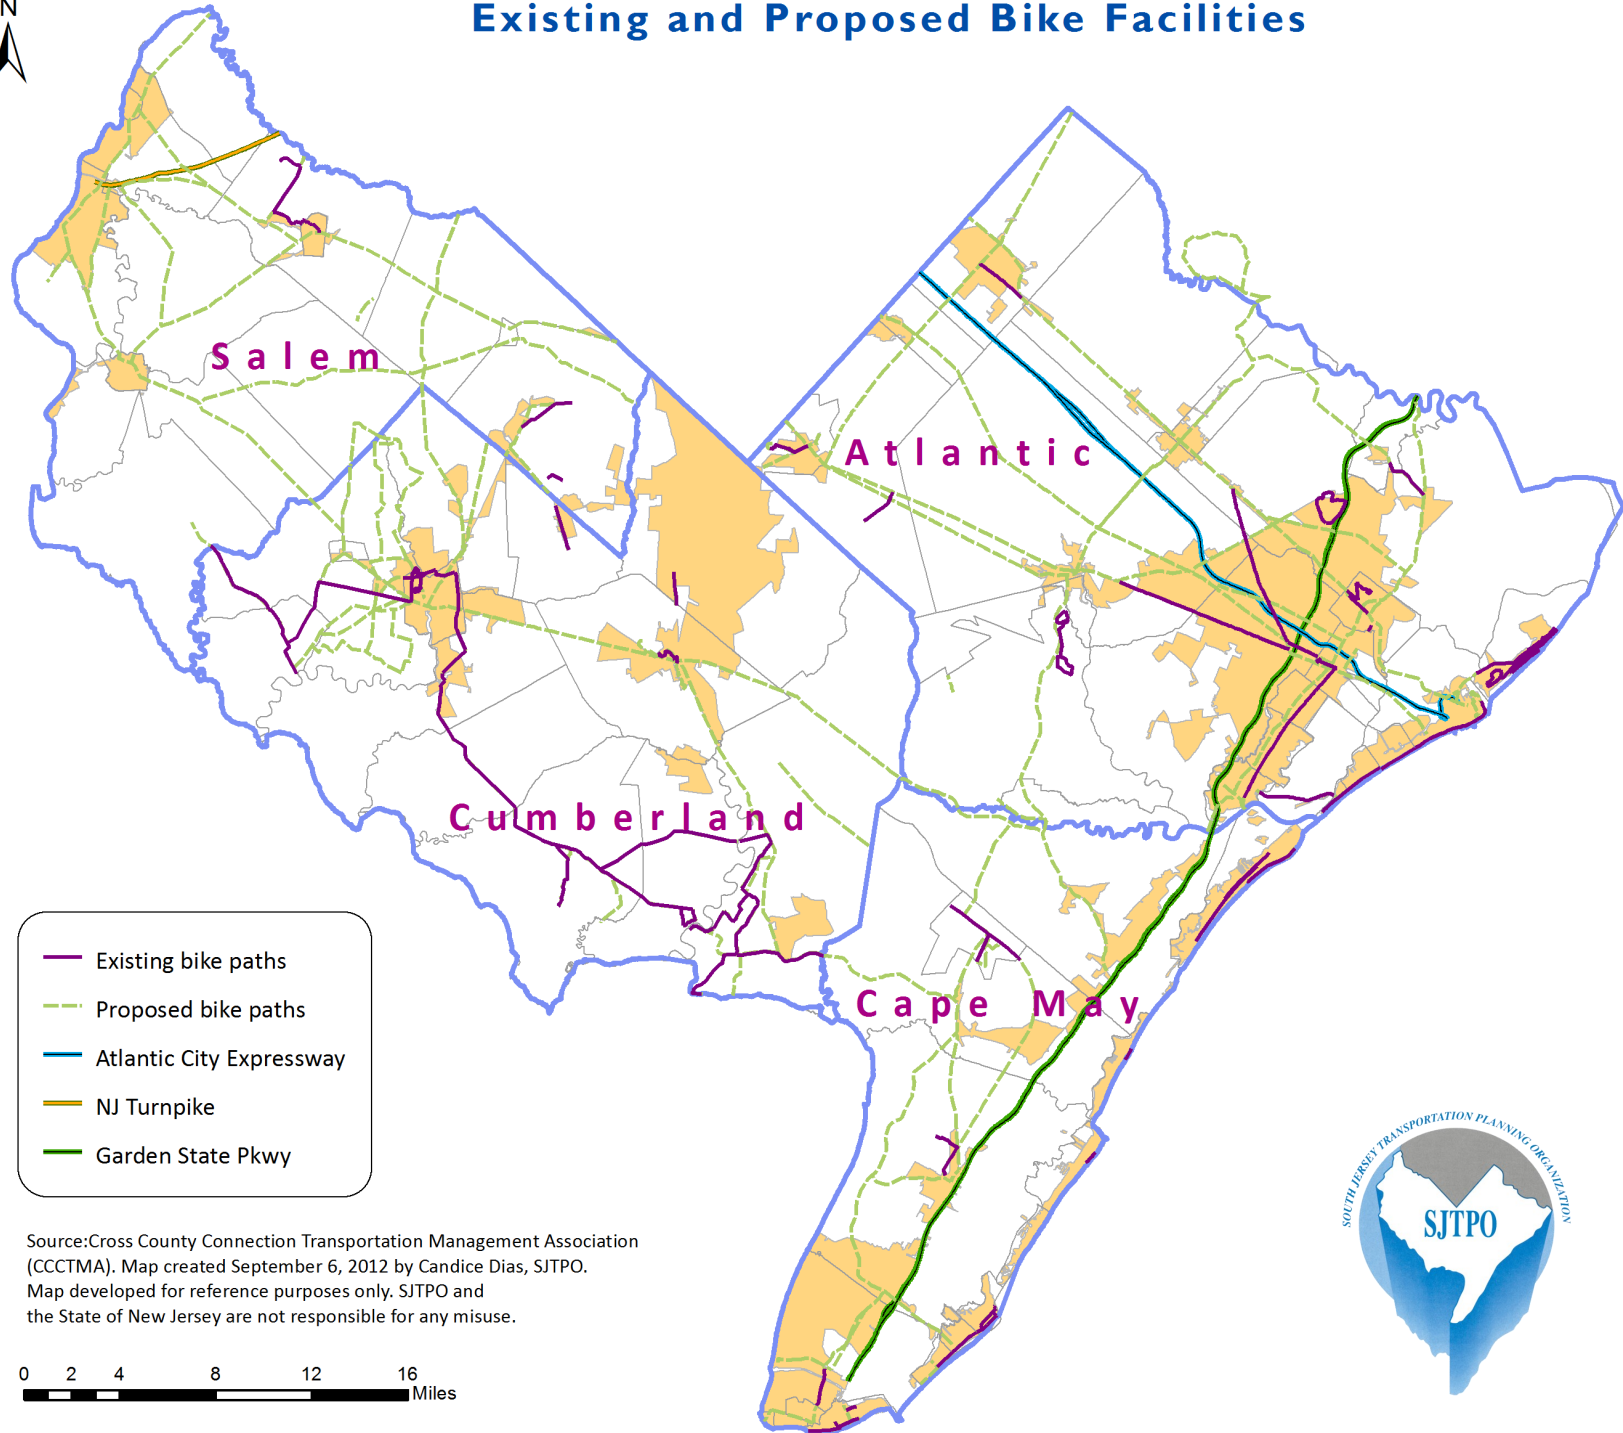 Existing and Proposed Bike Facilities
N
Salem
Atlantic
Cumberland
Cape May
Existing bike paths
Proposed bike paths
Atlantic City Expressway
NJ Turnpike
Garden State Pkwy
SOUTH JERSEY TRANSPORTATION PLANNING ORGANIZATION
SJTPO
Source:Cross County Connection Transportation Management Association
(CCCTMA). Map created September 6, 2012 by Candice Dias, SJTPO.
Map developed for reference purposes only. SJTPO and
the State of New Jersey are not responsible for any misuse.
0 2 4 8 12 16
Miles